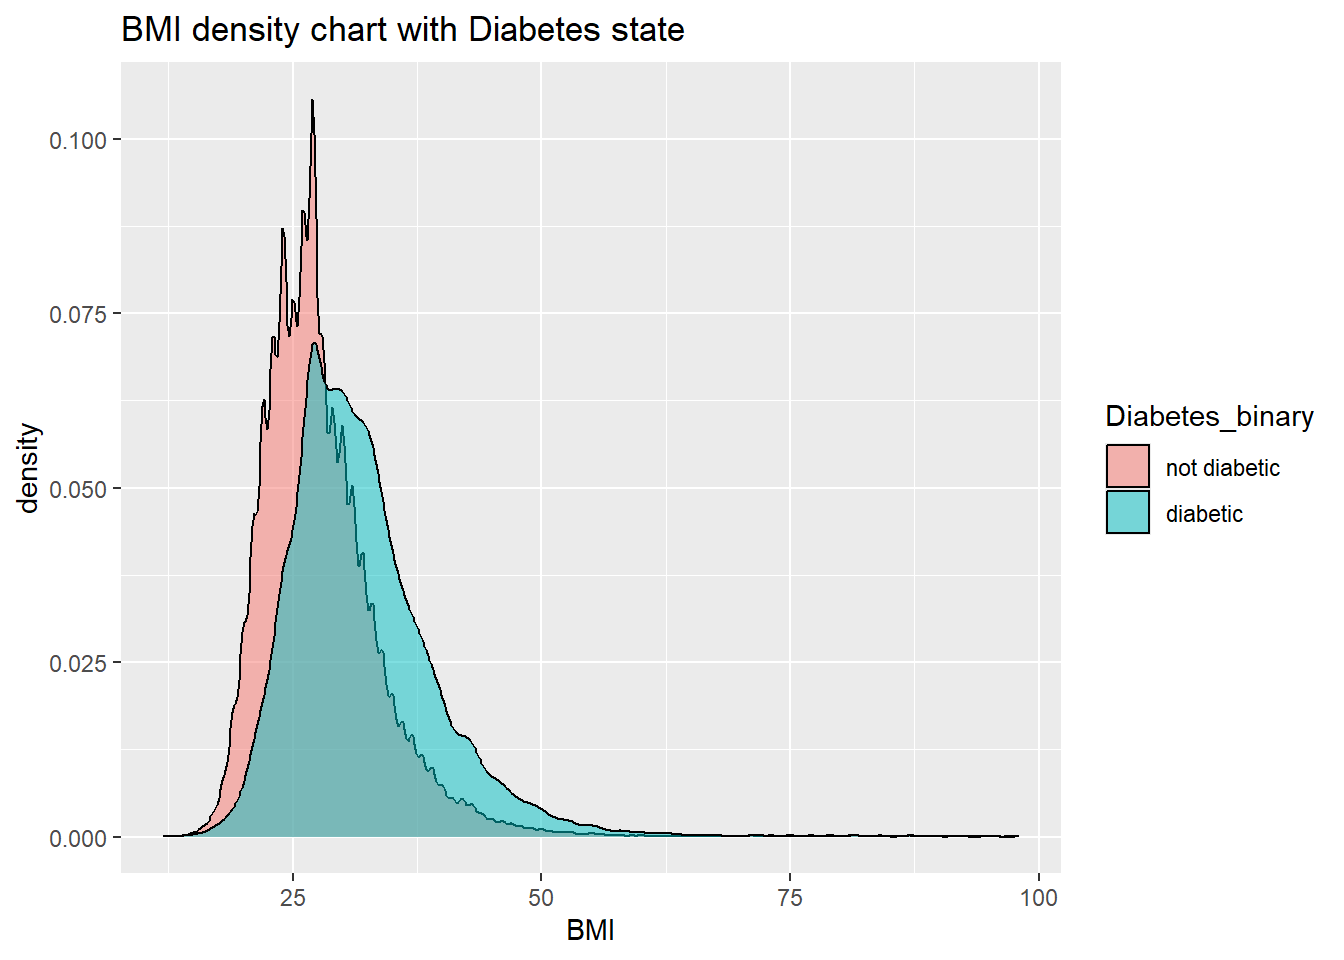 BMI density chart with Diabetes state
0.100
0.075
0.050
0.025
0.000
density
25 50 75 100
BMI
Diabetes_binary
not diabetic
diabetic